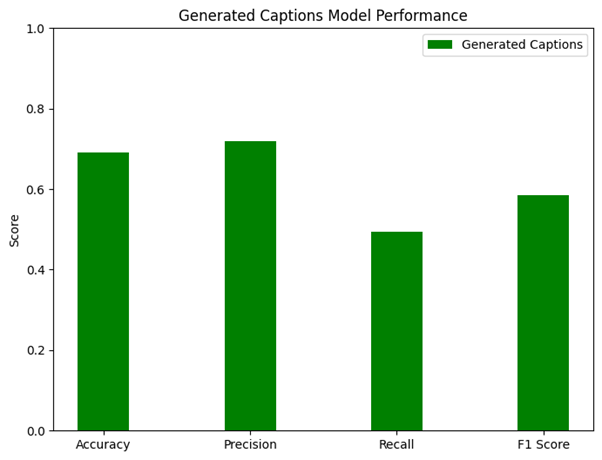 Generated Captions Model Performance
1.0
Generated Captions
0.8
0.6
Score
0.4
0.2
0.0
Accuracy Precision Recall F1 Score